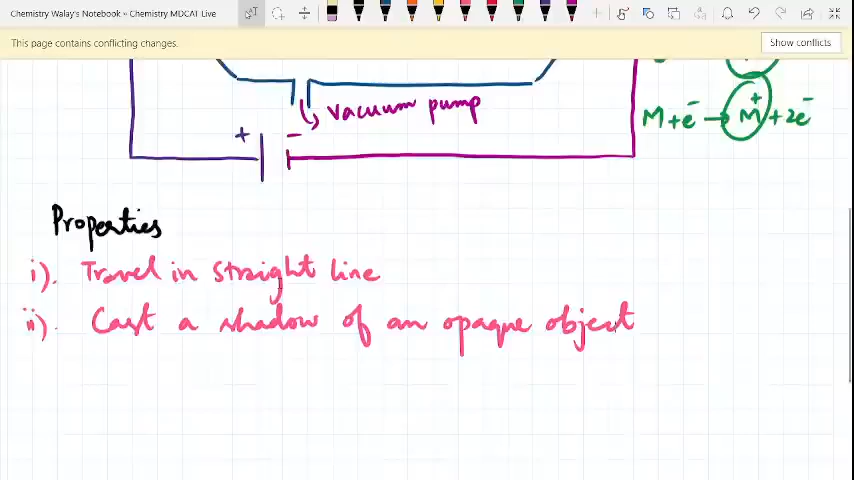 Chemistry Walay's Notebook » Chemistry MDCAT Live
This page contains conflicting changes.
Show conflicts
vacuum pump
M + e⁻ → M⁺ + 2e⁻
+ −
Properties
i). Travel in straight line
ii). Cast a shadow of an opaque object